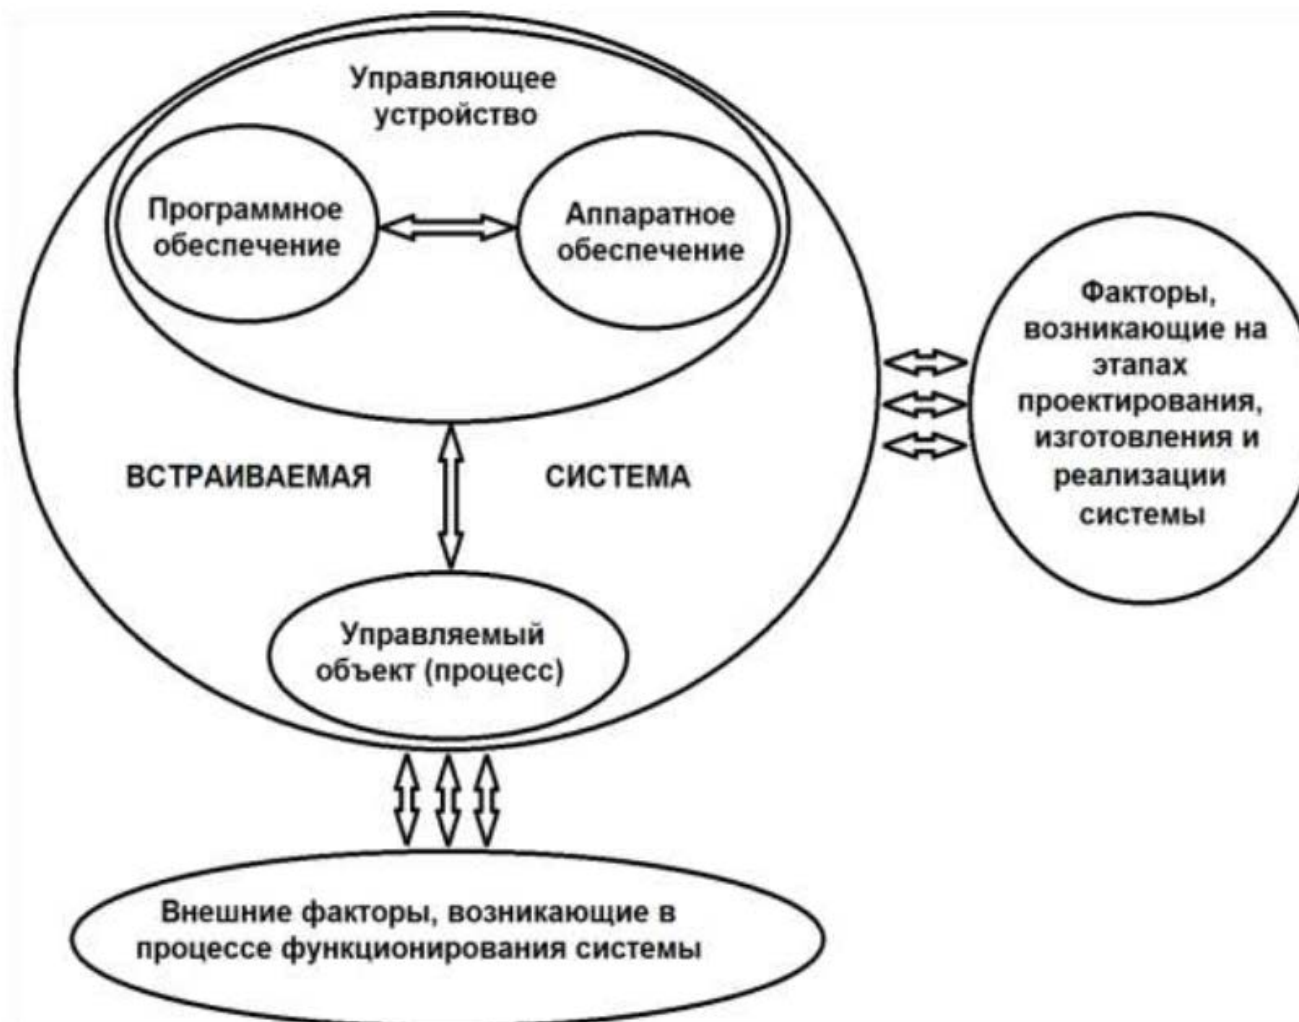 Управляющее
устройство
Программное
обеспечение
Аппаратное
обеспечение
ВСТРАИВАЕМАЯ СИСТЕМА
Управляемый
объект (процесс)
Факторы,
возникающие на
этапах
проектирования,
изготовления и
реализации
системы
Внешние факторы, возникающие в
процессе функционирования системы